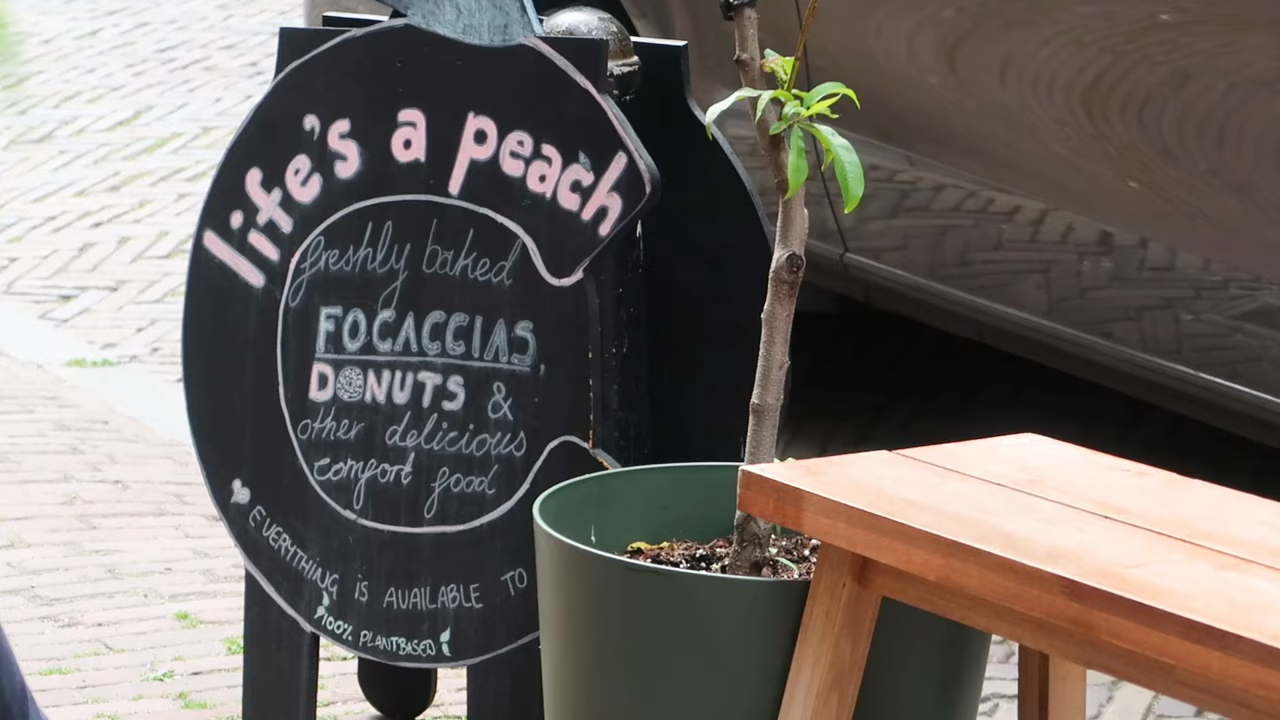 life's a peach
freshly baked
FOCACCIAS,
DONUTS &
other delicious
comfort food
EVERYTHING is AVAILABLE TO
100% PLANTBASED